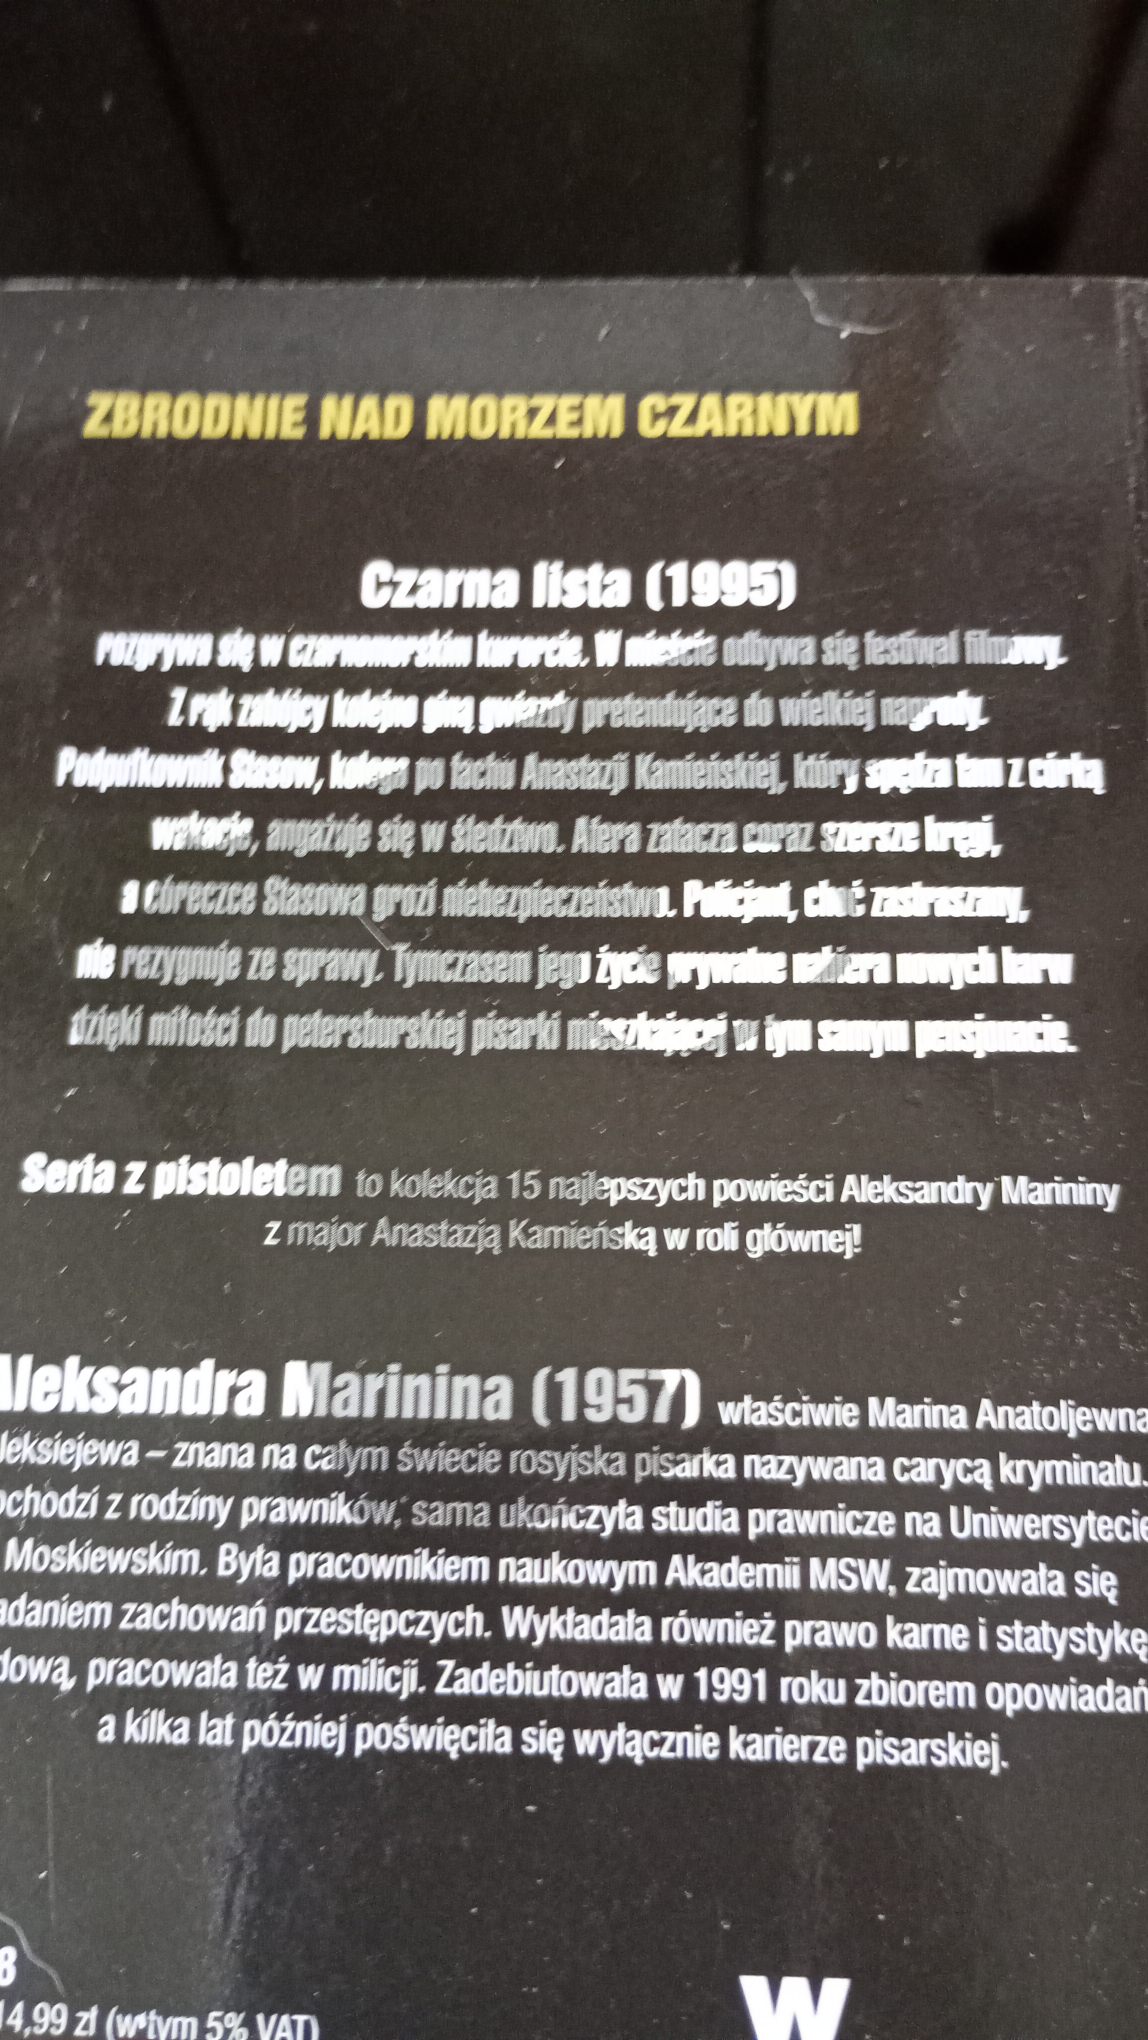 ZBRODNIE NAD MORZEM CZARNYM
Czarna lista (1995)
rozgrywa się w czarnomorskim kurorcie. W mieście odbywa się festiwal filmowy.
Z rąk zabójcy kolejno giną gwiazdy pretendujące do wielkiej nagrody.
Podpułkownik Stasow, kolega po fachu Anastazji Kamieńskiej, który spędza tam z córką
wakacje, angażuje się w śledztwo. Afera zatacza coraz szersze kręgi,
a córeczce Stasowa grozi niebezpieczeństwo. Policjant, choć zastraszany,
nie rezygnuje ze sprawy. Tymczasem jego życie prywatne nabiera nowych barw
dzięki miłości do petersburskiej pisarki mieszkającej w tym samym pensjonacie.
Seria z pistoletem to kolekcja 15 najlepszych powieści Aleksandry Marininy
z major Anastazją Kamieńską w roli głównej!
Aleksandra Marinina (1957) właściwie Marina Anatoljewna
leksiejewa – znana na całym świecie rosyjska pisarka nazywana carycą kryminału.
ochodzi z rodziny prawników, sama ukończyła studia prawnicze na Uniwersytecie
Moskiewskim. Była pracownikiem naukowym Akademii MSW, zajmowała się
adaniem zachowań przestępczych. Wykładała również prawo karne i statystykę
dową, pracowała też w milicji. Zadebiutowała w 1991 roku zbiorem opowiadań
a kilka lat później poświęciła się wyłącznie karierze pisarskiej.
8
14,99 zł (w tym 5% VAT)
W